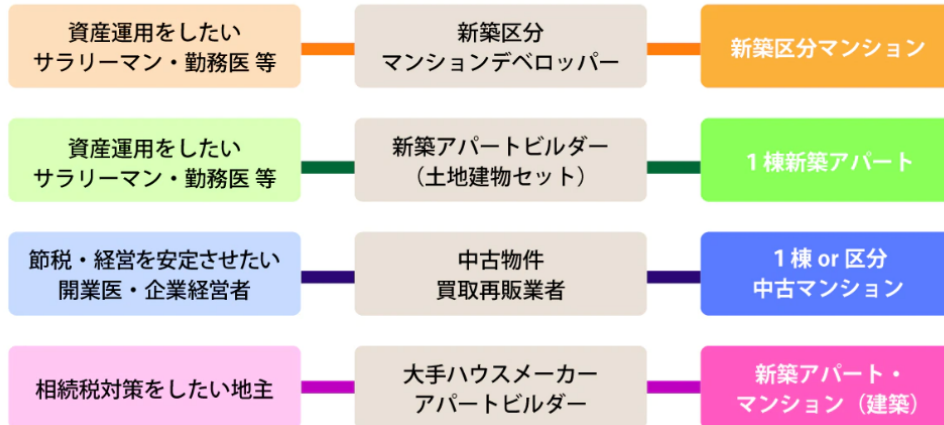 資産運用をしたい
サラリーマン・勤務医 等
新築区分
マンションデベロッパー
新築区分マンション
資産運用をしたい
サラリーマン・勤務医 等
新築アパートビルダー
（土地建物セット）
1 棟新築アパート
節税・経営を安定させたい
開業医・企業経営者
中古物件
買取再販業者
1 棟 or 区分
中古マンション
相続税対策をしたい地主
大手ハウスメーカー
アパートビルダー
新築アパート・
マンション（建築）